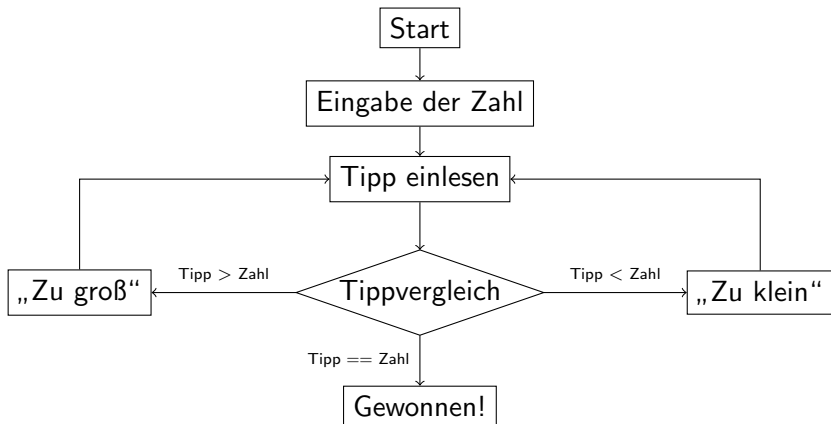 Start
Eingabe der Zahl
Tipp einlesen
Tipp > Zahl
Tipp < Zahl
„Zu groß“
Tippvergleich
„Zu klein“
Tipp == Zahl
Gewonnen!